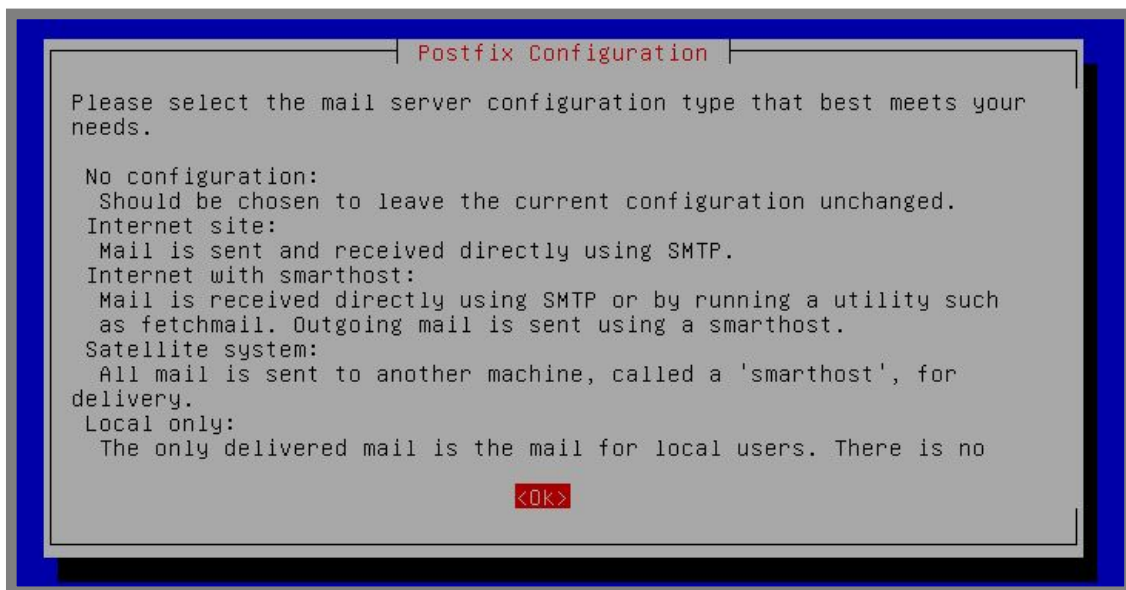 Postfix Configuration
Please select the mail server configuration type that best meets your
needs.
No configuration:
Should be chosen to leave the current configuration unchanged.
Internet site:
Mail is sent and received directly using SMTP.
Internet with smarthost:
Mail is received directly using SMTP or by running a utility such
as fetchmail. Outgoing mail is sent using a smarthost.
Satellite system:
All mail is sent to another machine, called a 'smarthost', for
delivery.
Local only:
The only delivered mail is the mail for local users. There is no
<Ok>